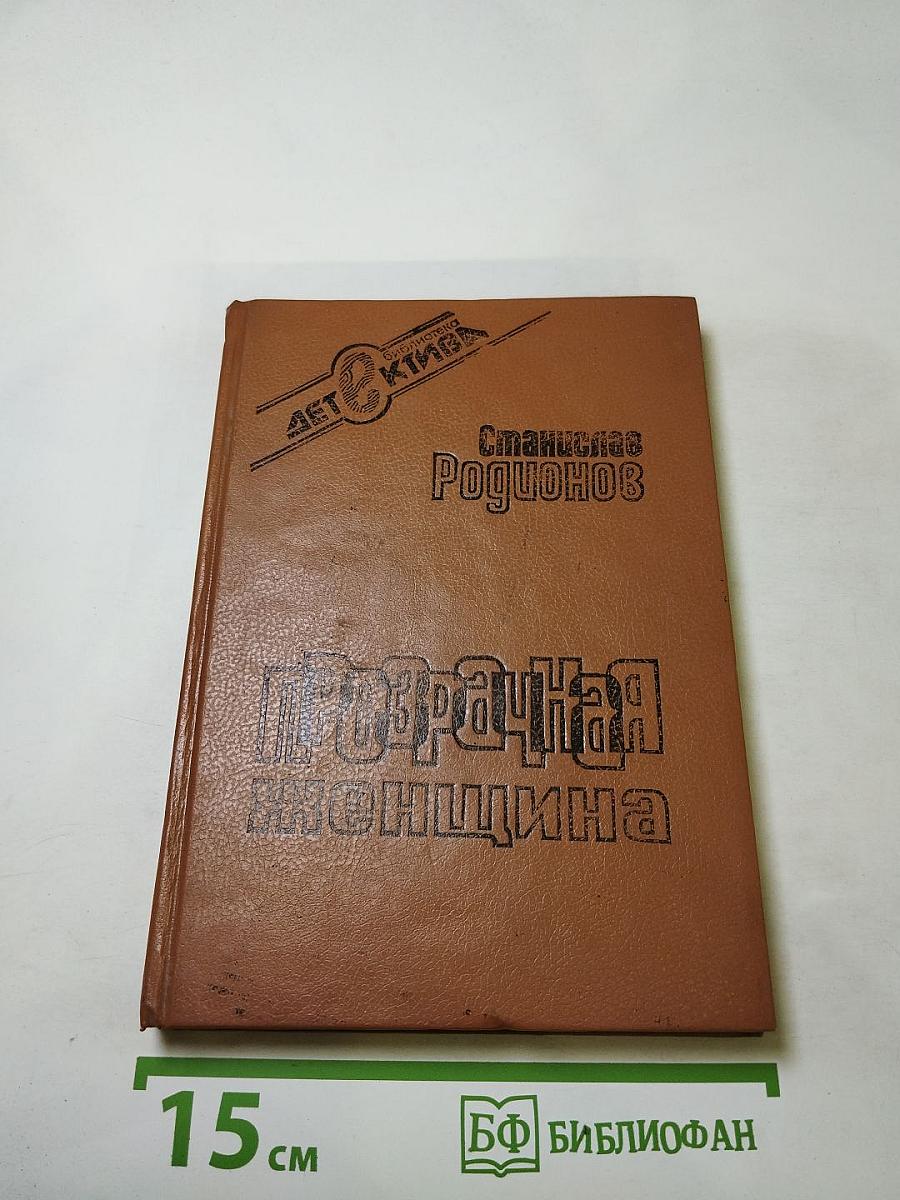 библиотека
ДЕТЕКТИВА
Станислав
Родионов
Прозрачная
женщина
15 см
БФ БИБЛИОФАН